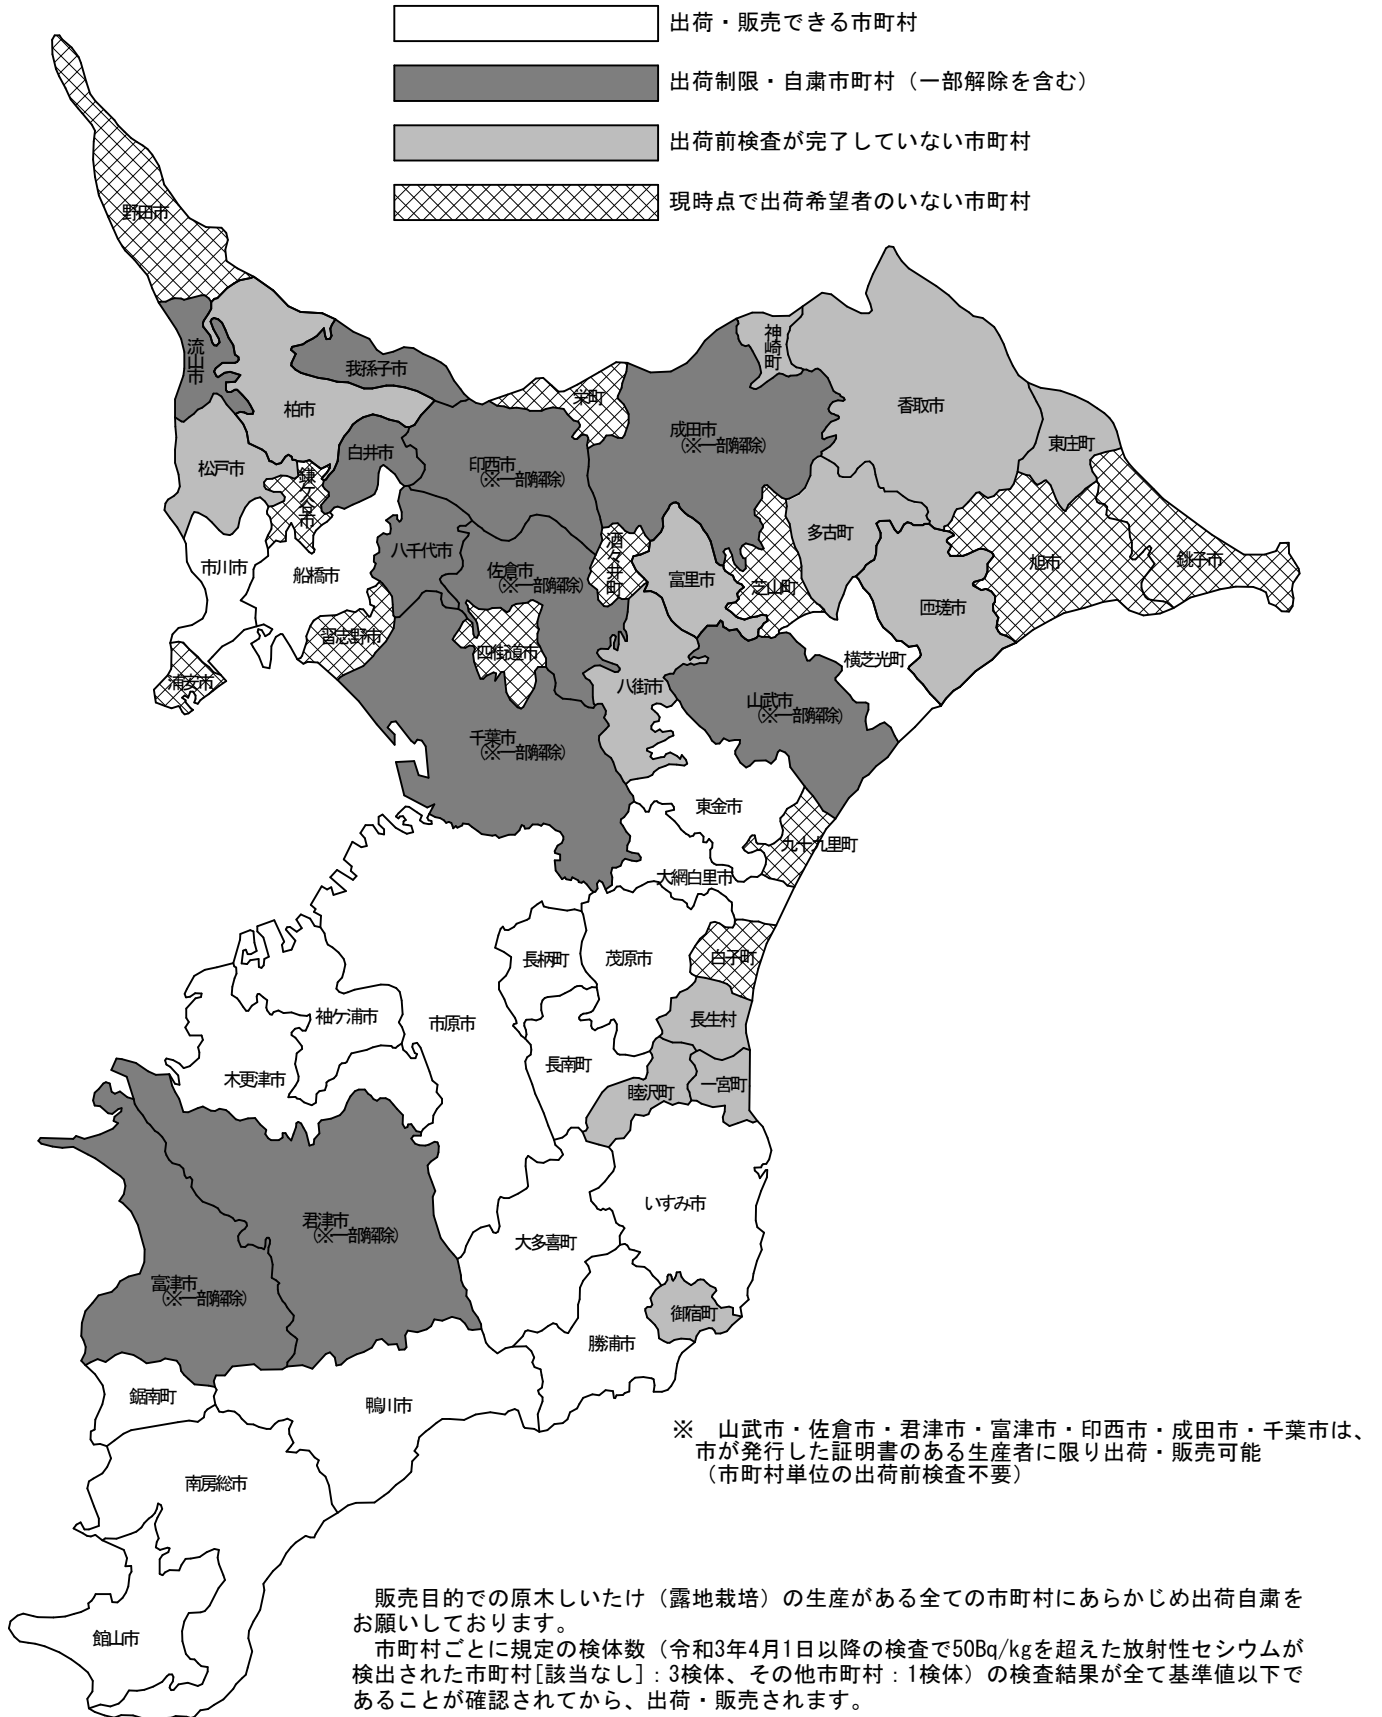 出荷・販売できる市町村
出荷制限・自粛市町村（一部解除を含む）
出荷前検査が完了していない市町村
現時点で出荷希望者のいない市町村
野田市
流山市
我孫子市
柏市
松戸市
鎌ケ谷市
白井市
印西市
（※一部解除）
栄町
成田市
（※一部解除）
神崎町
香取市
東庄町
市川市
船橋市
八千代市
佐倉市
（※一部解除）
酒々井町
富里市
芝山町
多古町
匝瑳市
旭市
銚子市
習志野市
浦安市
四街道市
八街市
横芝光町
山武市
（※一部解除）
千葉市
（※一部解除）
東金市
九十九里町
大網白里市
長柄町
茂原市
白子町
袖ケ浦市
市原市
長生村
長南町
木更津市
睦沢町
一宮町
いすみ市
君津市
（※一部解除）
大多喜町
富津市
（※一部解除）
御宿町
勝浦市
鋸南町
鴨川市
南房総市
館山市
※　山武市・佐倉市・君津市・富津市・印西市・成田市・千葉市は、
市が発行した証明書のある生産者に限り出荷・販売可能
（市町村単位の出荷前検査不要）
　販売目的での原木しいたけ（露地栽培）の生産がある全ての市町村にあらかじめ出荷自粛を
お願いしております。
　市町村ごとに規定の検体数（令和3年4月1日以降の検査で50Bq/kgを超えた放射性セシウムが
検出された市町村[該当なし]：3検体、その他市町村：1検体）の検査結果が全て基準値以下で
あることが確認されてから、出荷・販売されます。